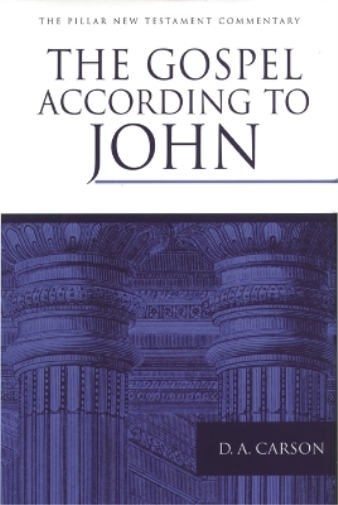 THE PILLAR NEW TESTAMENT COMMENTARY
THE GOSPEL
ACCORDING TO
JOHN
D. A. CARSON